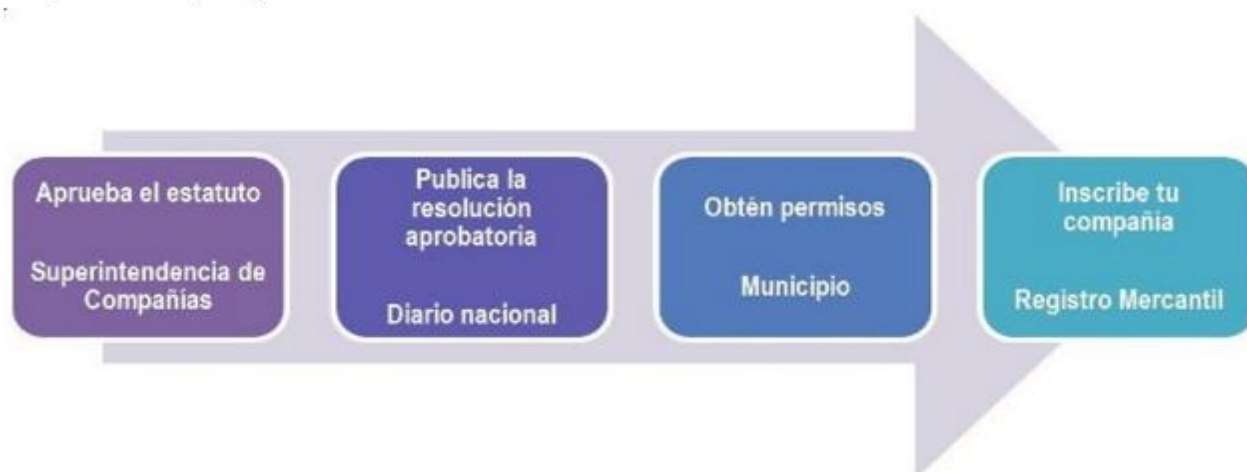 Aprueba el estatuto
Superintendencia de
Compañías
Publica la
resolución
aprobatoria
Diario nacional
Obtén permisos
Municipio
Inscribe tu
compañía
Registro Mercantil